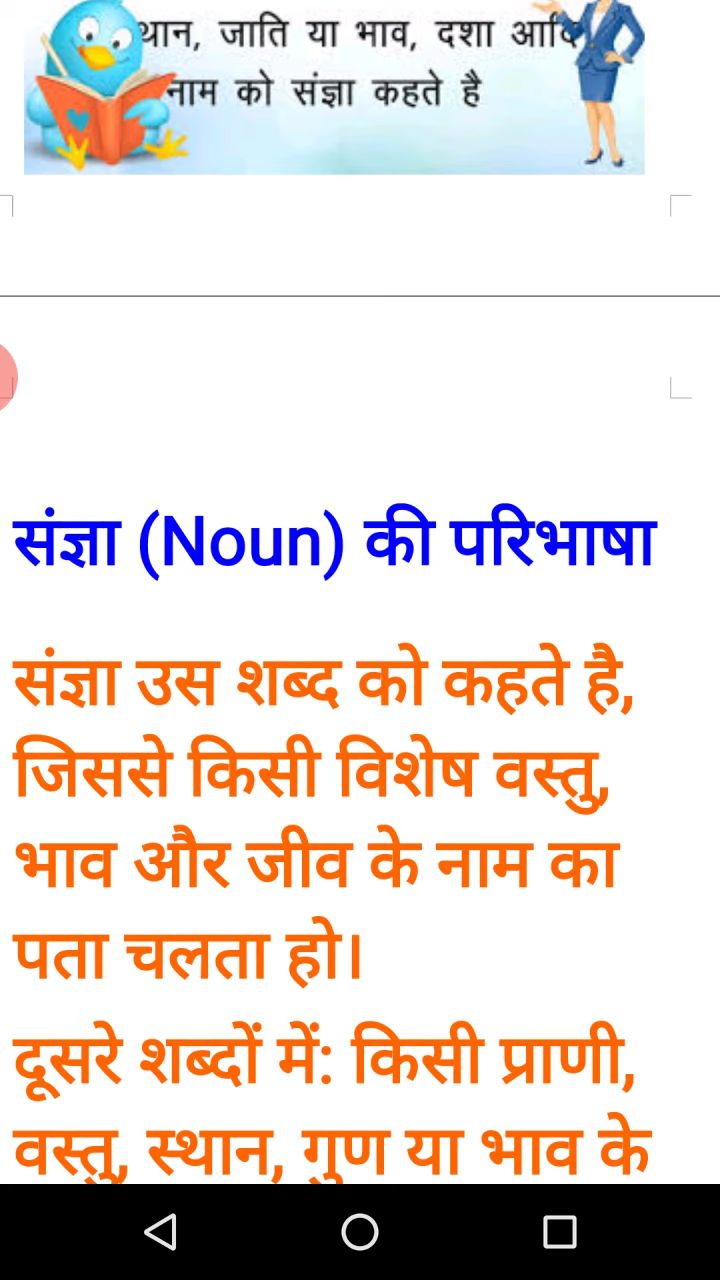 थान, जाति या भाव, दशा आदि
नाम को संज्ञा कहते है
संज्ञा (Noun) की परिभाषा
संज्ञा उस शब्द को कहते है,
जिससे किसी विशेष वस्तु,
भाव और जीव के नाम का
पता चलता हो।
दूसरे शब्दों में: किसी प्राणी,
वस्तु, स्थान, गुण या भाव के